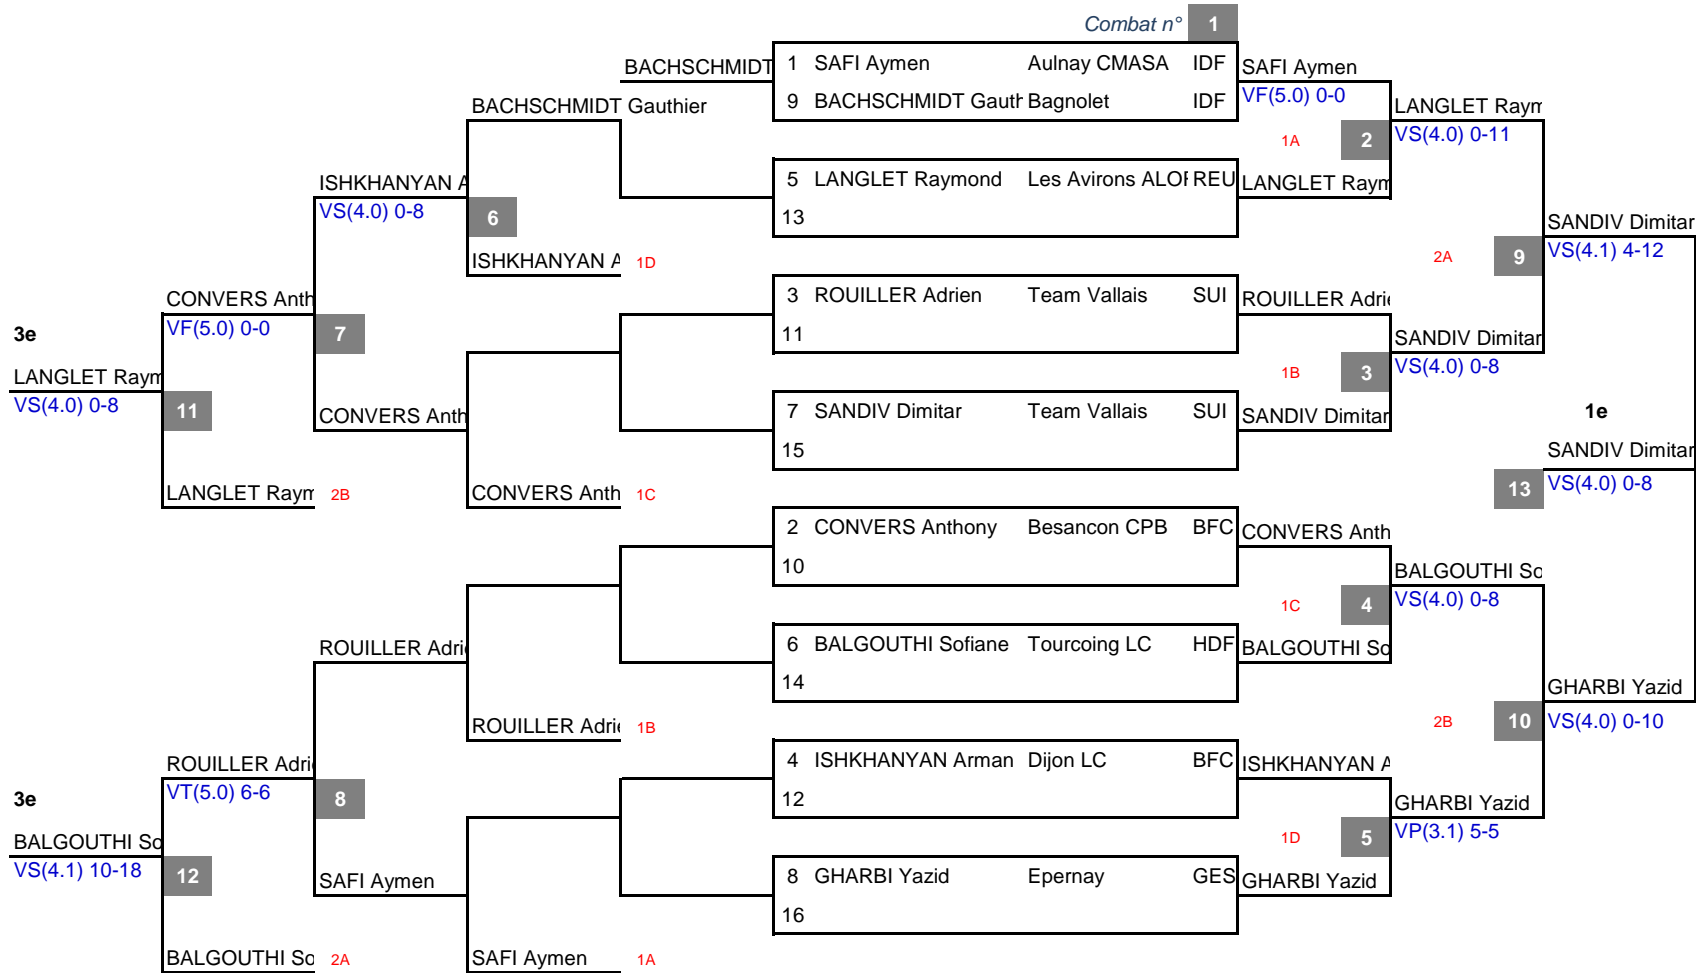 Combat n° 1
BACHSCHMIDT 1 SAFI Aymen Aulnay CMASA IDF SAFI Aymen
BACHSCHMIDT Gauthier 9 BACHSCHMIDT Gauth Bagnolet IDF VF(5.0) 0-0 LANGLET Raym
1A 2 VS(4.0) 0-11
ISHKHANYAN A 5 LANGLET Raymond Les Avirons ALOI REU LANGLET Raym
VS(4.0) 0-8 6 13 SANDIV Dimitar
ISHKHANYAN A 1D 2A 9 VS(4.1) 4-12
CONVERS Anth 3 ROUILLER Adrien Team Vallais SUI ROUILLER Adrie
3e VF(5.0) 0-0 7 11 SANDIV Dimitar
LANGLET Raym 1B 3 VS(4.0) 0-8
VS(4.0) 0-8 11 CONVERS Anth 7 SANDIV Dimitar Team Vallais SUI SANDIV Dimitar 1e
15 SANDIV Dimitar
LANGLET Raym 2B CONVERS Anth 1C 13 VS(4.0) 0-8
2 CONVERS Anthony Besancon CPB BFC CONVERS Anth
10 BALGOUTHI So
1C 4 VS(4.0) 0-8
ROUILLER Adri 6 BALGOUTHI Sofiane Tourcoing LC HDF BALGOUTHI So
14 GHARBI Yazid
ROUILLER Adrie 1B 2B 10 VS(4.0) 0-10
ROUILLER Adri 4 ISHKHANYAN Arman Dijon LC BFC ISHKHANYAN A
3e VT(5.0) 6-6 8 12 GHARBI Yazid
BALGOUTHI So 1D 5 VP(3.1) 5-5
VS(4.1) 10-18 12 SAFI Aymen 8 GHARBI Yazid Epernay GES GHARBI Yazid
16
BALGOUTHI So 2A SAFI Aymen 1A